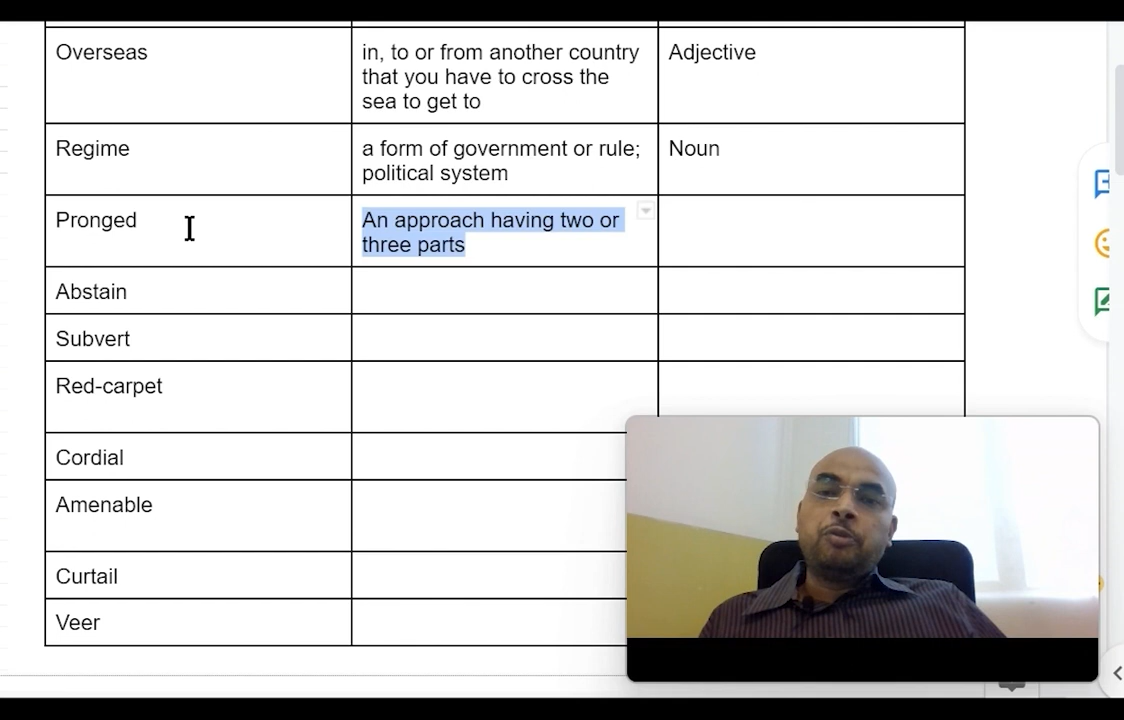 Overseas
in, to or from another country
that you have to cross the
sea to get to
Adjective
Regime
a form of government or rule;
political system
Noun
Pronged
An approach having two or
three parts
Abstain
Subvert
Red-carpet
Cordial
Amenable
Curtail
Veer